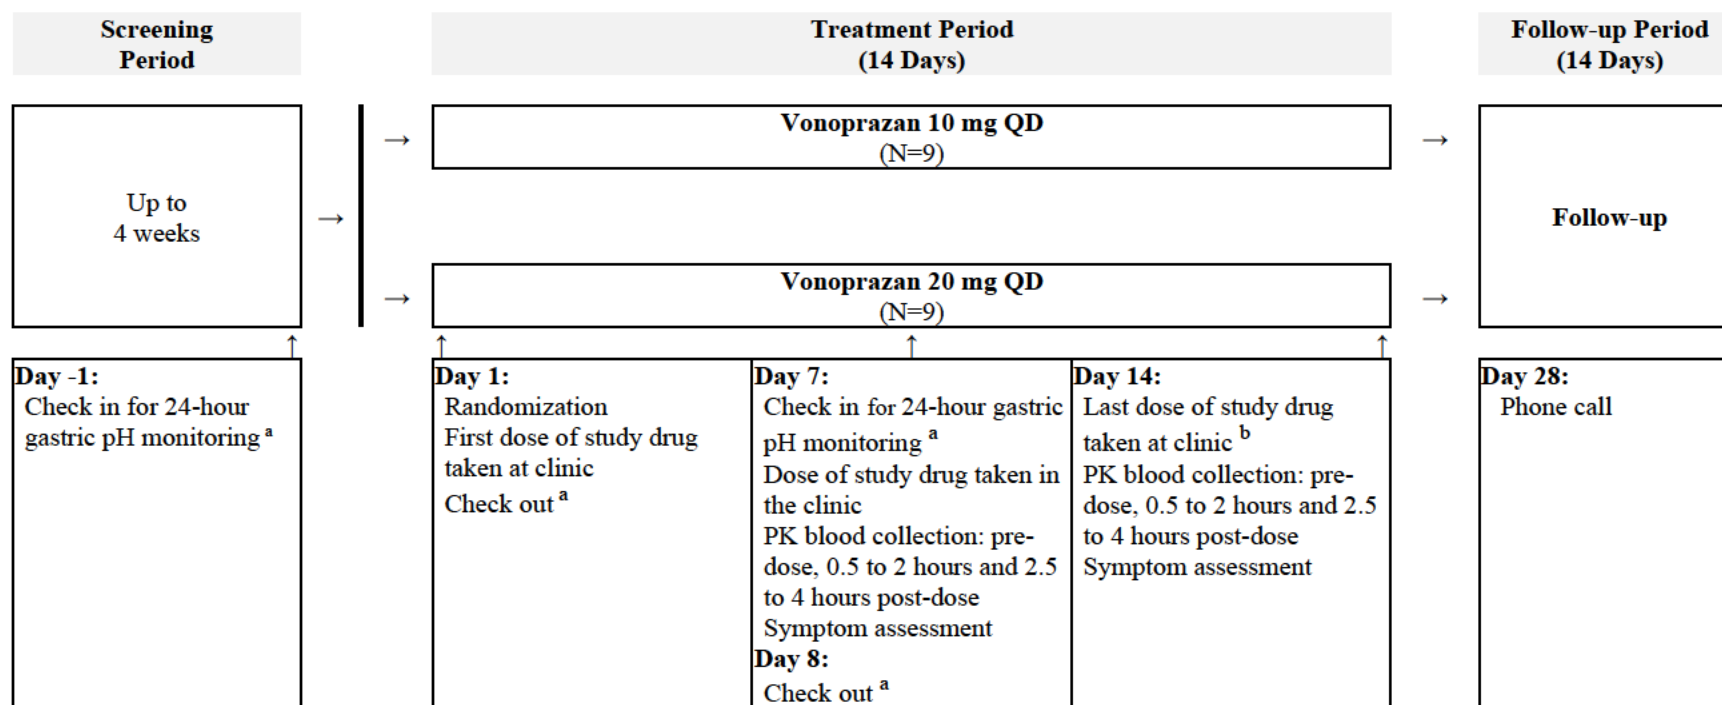 Screening
Period
Treatment Period
(14 Days)
Follow-up Period
(14 Days)
Up to
4 weeks
→
→
Vonoprazan 10 mg QD
(N=9)
→
→
Vonoprazan 20 mg QD
(N=9)
→
Follow-up
↑
↑
↑
↑
Day -1:
Check in for 24-hour
gastric pH monitoring a
Day 1:
Randomization
First dose of study drug
taken at clinic
Check out a
Day 7:
Check in for 24-hour gastric
pH monitoring a
Dose of study drug taken in
the clinic
PK blood collection: pre-
dose, 0.5 to 2 hours and 2.5
to 4 hours post-dose
Symptom assessment
Day 8:
Check out a
Day 14:
Last dose of study drug
taken at clinic b
PK blood collection: pre-
dose, 0.5 to 2 hours and 2.5
to 4 hours post-dose
Symptom assessment
Day 28:
Phone call